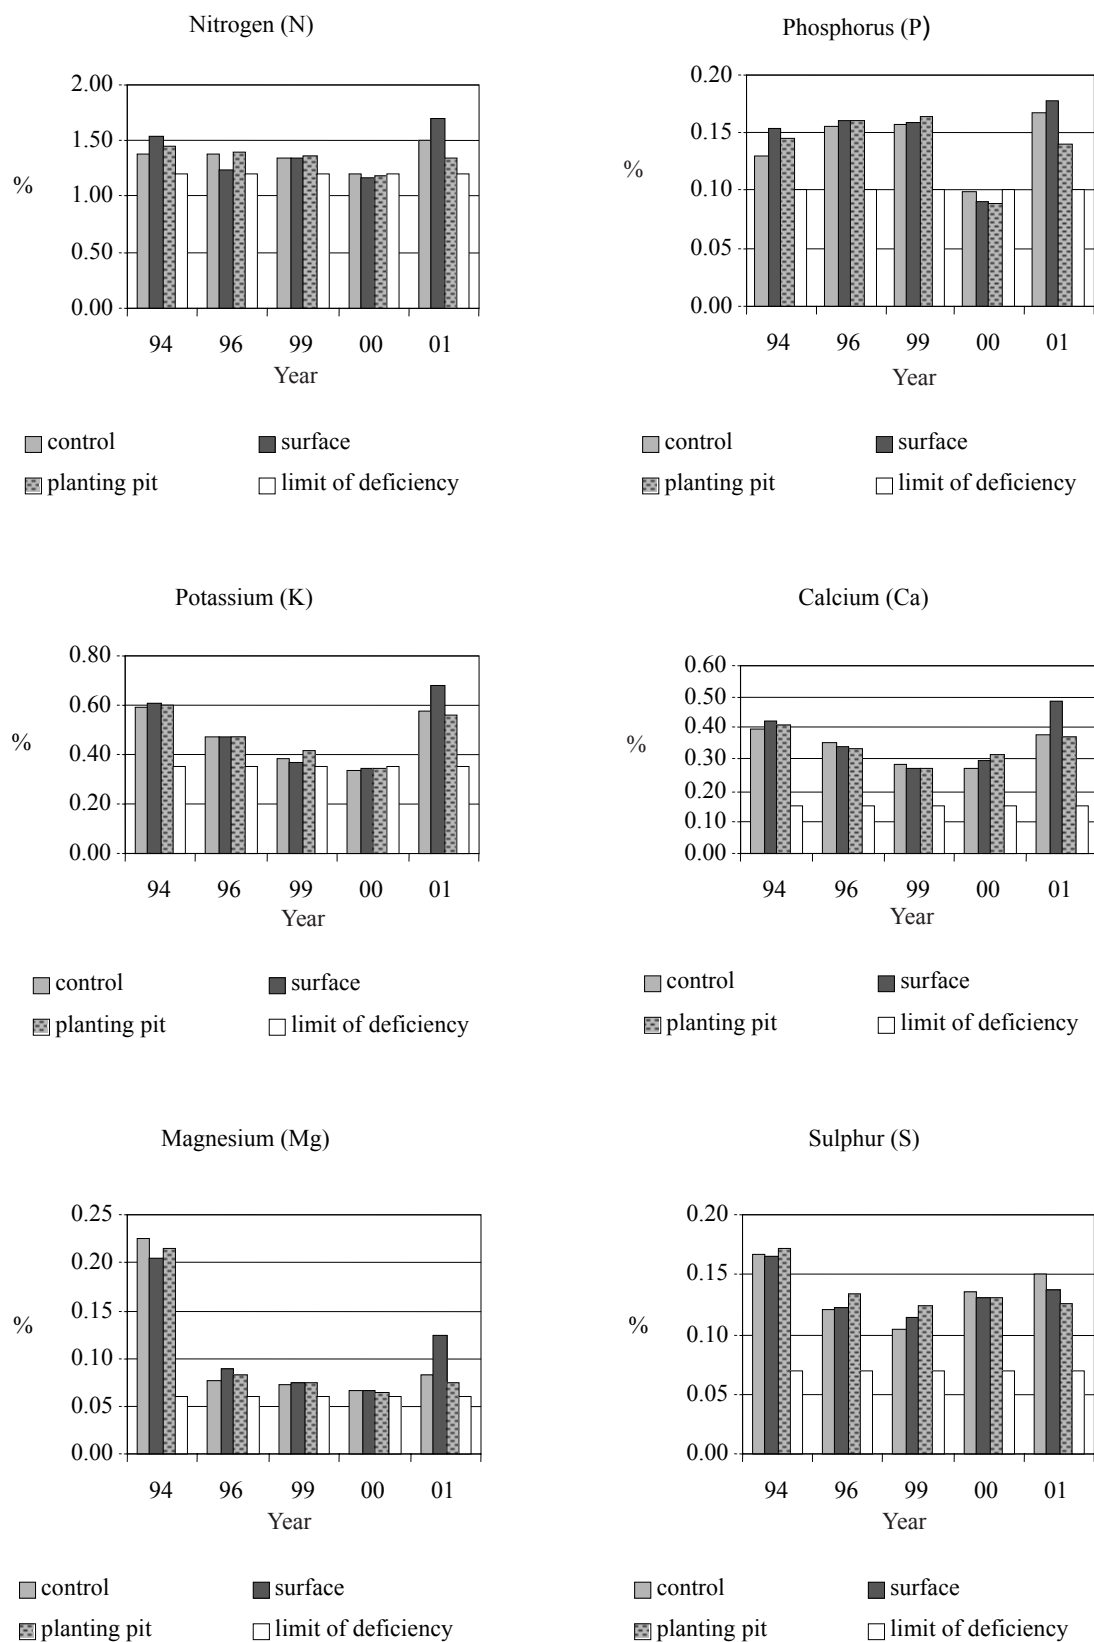 Nitrogen (N)
2.00
1.50
1.00
0.50
0.00
%
94 96 99 00 01
Year
control surface
planting pit limit of deficiency
Phosphorus (P)
0.20
0.15
0.10
0.05
0.00
%
94 96 99 00 01
Year
control surface
planting pit limit of deficiency
Potassium (K)
0.80
0.60
0.40
0.20
0.00
%
94 96 99 00 01
Year
control surface
planting pit limit of deficiency
Calcium (Ca)
0.60
0.50
0.40
0.30
0.20
0.10
0.00
%
94 96 99 00 01
Year
control surface
planting pit limit of deficiency
Magnesium (Mg)
0.25
0.20
0.15
0.10
0.05
0.00
%
94 96 99 00 01
Year
control surface
planting pit limit of deficiency
Sulphur (S)
0.20
0.15
0.10
0.05
0.00
%
94 96 99 00 01
Year
control surface
planting pit limit of deficiency